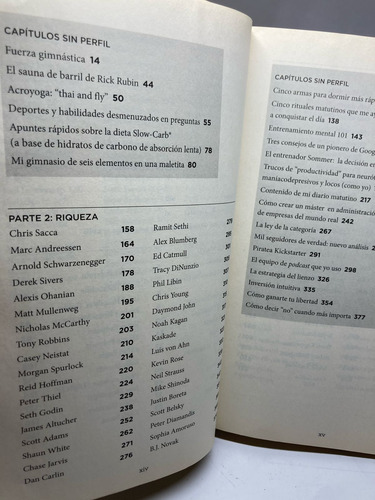 CAPÍTULOS SIN PERFIL
Fuerza gimnástica 14
El sauna de barril de Rick Rubin 44
Acroyoga: "thai and fly" 50
Deportes y habilidades desmenuzados en preguntas 55
Apuntes rápidos sobre la dieta Slow-Carb®
(a base de hidratos de carbono de absorción lenta) 78
Mi gimnasio de seis elementos en una maletita 80
PARTE 2: RIQUEZA
Chris Sacca 158
Marc Andreessen 164
Arnold Schwarzenegger 170
Derek Sivers 178
Alexis Ohanian 188
Matt Mullenweg 195
Nicholas McCarthy 201
Tony Robbins 203
Casey Neistat 210
Morgan Spurlock 214
Reid Hoffman 220
Peter Thiel 224
Seth Godin 229
James Altucher 238
Scott Adams 252
Shaun White 262
Chase Jarvis 271
Dan Carlin 276
Ramit Sethi
Alex Blumberg
Ed Catmull
Tracy DiNunzio
Phil Libin
Chris Young
Daymond John
Noah Kagan
Kaskade
Luis von Ahn
Kevin Rose
Neil Strauss
Mike Shinoda
Justin Boreta
Scott Belsky
Peter Diamandis
Sophia Amoruso
B.J. Novak
xiv
CAPÍTULOS SIN PERFIL
Cinco armas para dormir más
Cinco rituales matutinos que me
a conquistar el día 138
Entrenamiento mental 101 143
Tres consejos de un pionero de
El entrenador Sommer: la decisión
Trucos de "productividad" para
maniacodepresivos y locos (como yo)
Contenido de mi diario matutino 217
Cómo crear un máster en
de empresas del mundo real 242
La ley de la categoría 267
Mil seguidores de verdad: nuevo
Piratea Kickstarter 291
El equipo de podcast que yo uso 298
La estrategia del lienzo 326
Inversión intuitiva 335
Cómo ganarte tu libertad 354
Cómo decir "no" cuando más importa 377
xv